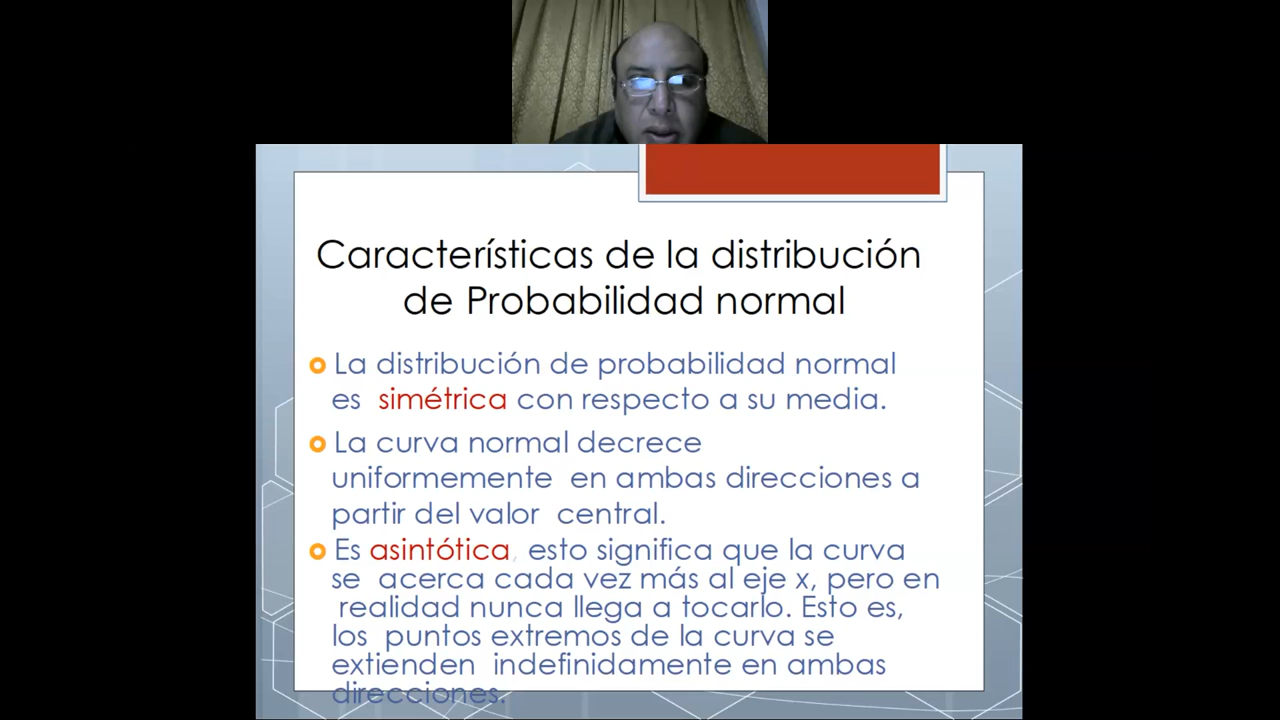 Características de la distribución
de Probabilidad normal
La distribución de probabilidad normal
es simétrica con respecto a su media.
La curva normal decrece
uniformemente en ambas direcciones a
partir del valor central.
Es asintótica, esto significa que la curva
se acerca cada vez más al eje x, pero en
realidad nunca llega a tocarlo. Esto es,
los puntos extremos de la curva se
extienden indefinidamente en ambas
direcciones.